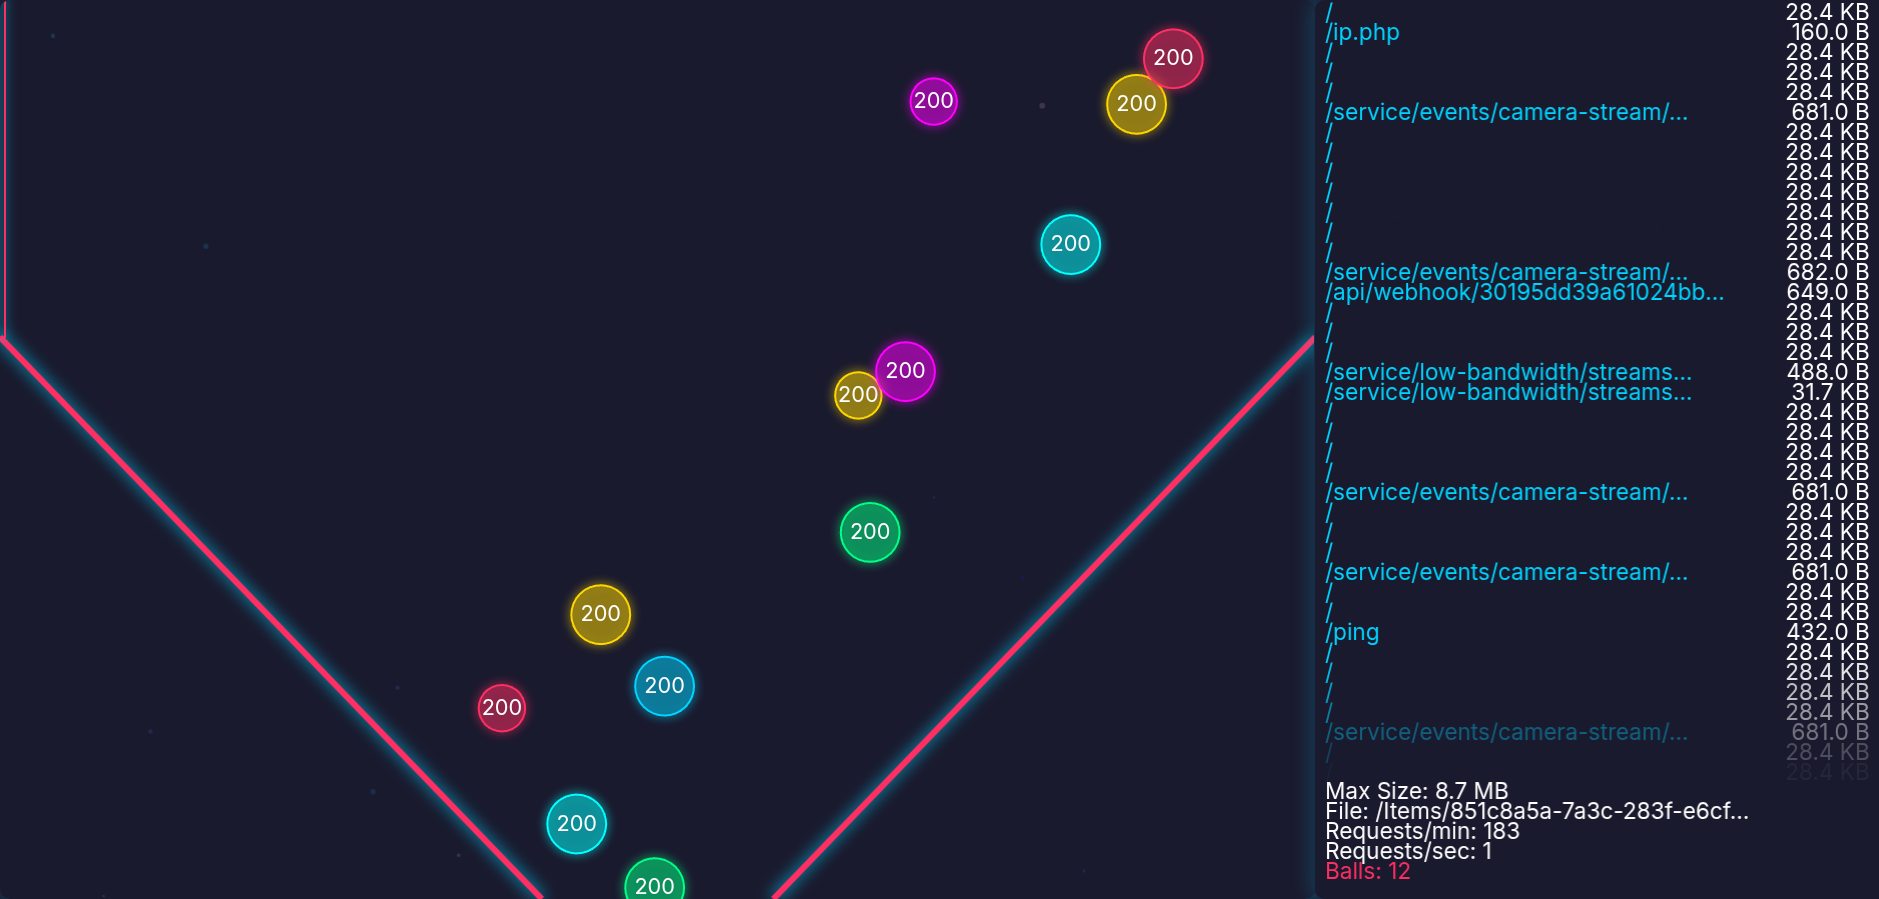 200
200
200
200
200
200
200
200
200
200
200
200
/ 28.4 KB
/ip.php 160.0 B
/ 28.4 KB
/ 28.4 KB
/ 28.4 KB
/service/events/camera-stream/... 681.0 B
/ 28.4 KB
/ 28.4 KB
/ 28.4 KB
/ 28.4 KB
/ 28.4 KB
/ 28.4 KB
/ 28.4 KB
/service/events/camera-stream/... 682.0 B
/api/webhook/30195dd39a61024bb... 649.0 B
/ 28.4 KB
/ 28.4 KB
/ 28.4 KB
/service/low-bandwidth/streams... 488.0 B
/service/low-bandwidth/streams... 31.7 KB
/ 28.4 KB
/ 28.4 KB
/ 28.4 KB
/ 28.4 KB
/service/events/camera-stream/... 681.0 B
/ 28.4 KB
/ 28.4 KB
/ 28.4 KB
/service/events/camera-stream/... 681.0 B
/ 28.4 KB
/ 28.4 KB
/ping 432.0 B
/ 28.4 KB
/ 28.4 KB
/ 28.4 KB
/ 28.4 KB
/service/events/camera-stream/... 681.0 B
/ 28.4 KB
28.4 KB
Max Size: 8.7 MB
File: /Items/851c8a5a-7a3c-283f-e6cf...
Requests/min: 183
Requests/sec: 1
Balls: 12